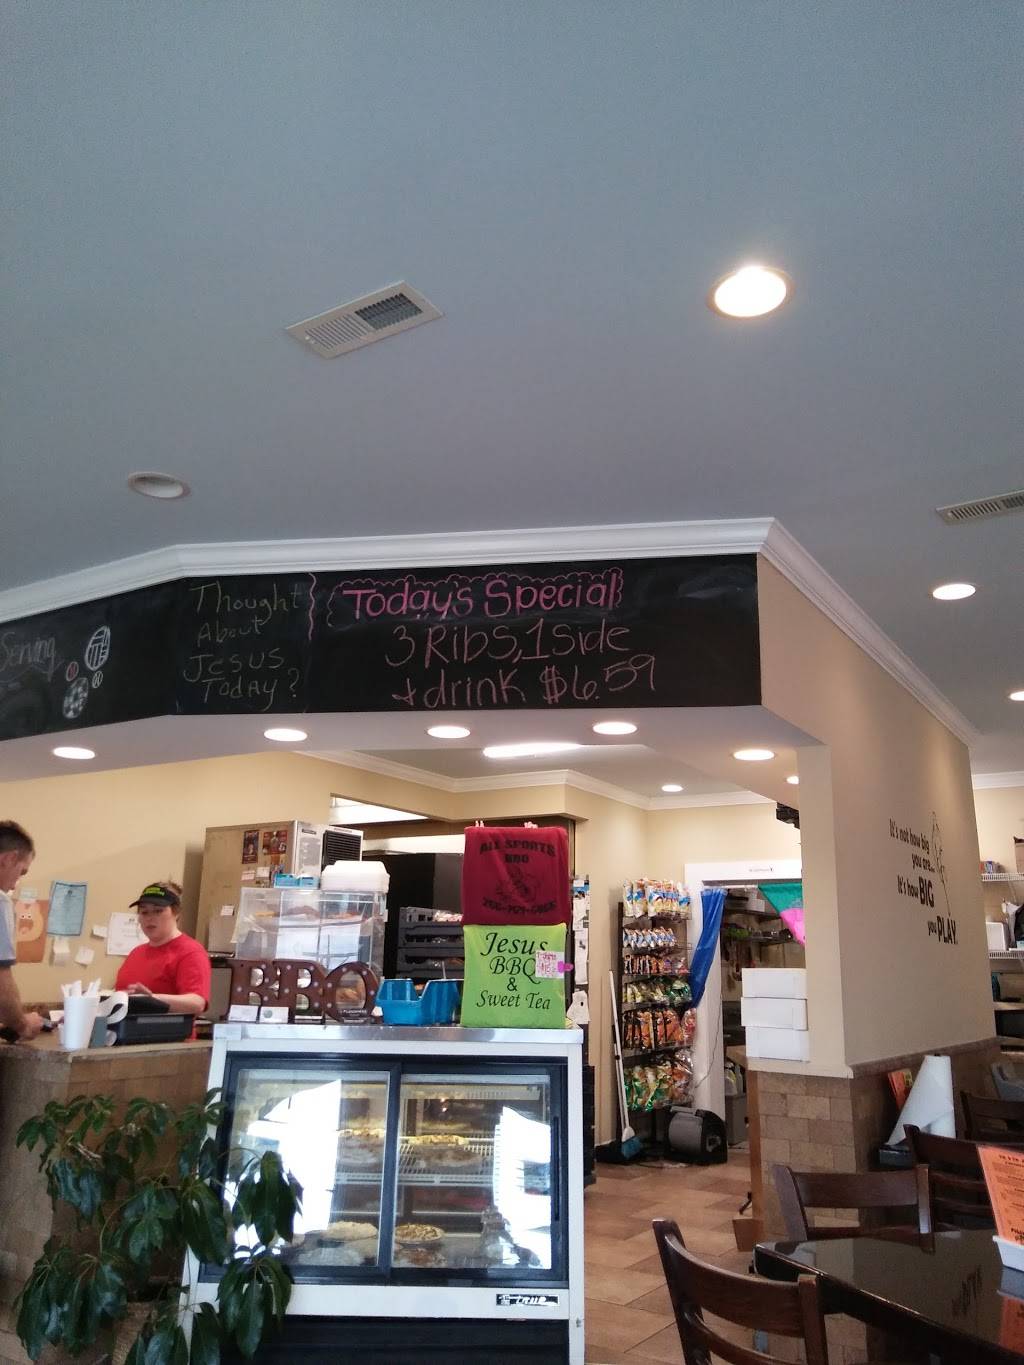 Serving
Thought
About
Jesus
Today?
Today's Special
3 Ribs, 1 Side
+ drink $6.59
It's not how big
you are...
It's how BIG
you PLAY.
ALL SPORTS
BBQ
Jesus
BBQ
&
Sweet Tea
BBQ
true